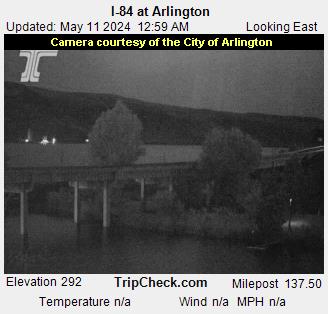 I-84 at Arlington
Updated: May 11 2024 12:59 AM Looking East
Camera courtesy of the City of Arlington
Elevation 292 TripCheck.com Milepost 137.50
Temperature n/a Wind n/a MPH n/a